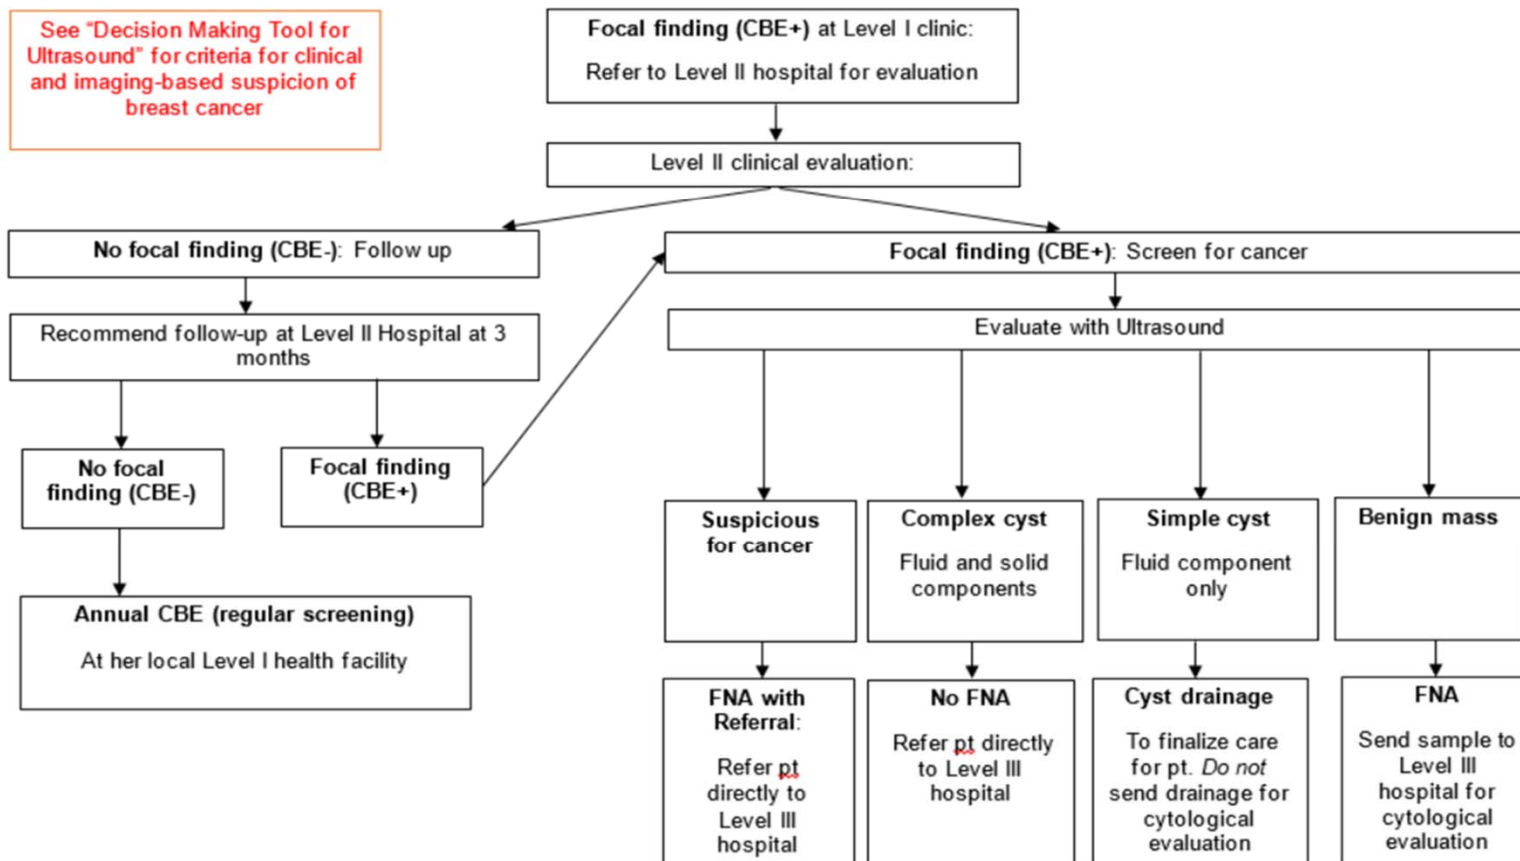 See “Decision Making Tool for
Ultrasound” for criteria for clinical
and imaging-based suspicion of
breast cancer
Focal finding (CBE+) at Level I clinic:
Refer to Level II hospital for evaluation
Level II clinical evaluation:
No focal finding (CBE-): Follow up
Focal finding (CBE+): Screen for cancer
Recommend follow-up at Level II Hospital at 3
months
Evaluate with Ultrasound
No focal
finding (CBE-)
Focal finding
(CBE+)
Annual CBE (regular screening)
At her local Level I health facility
Suspicious
for cancer
Complex cyst
Fluid and solid
components
Simple cyst
Fluid component
only
Benign mass
FNA with
Referral:
Refer pt
directly to
Level III
hospital
No FNA
Refer pt directly
to Level III
hospital
Cyst drainage
To finalize care
for pt. Do not
send drainage for
cytological
evaluation
FNA
Send sample to
Level III
hospital for
cytological
evaluation